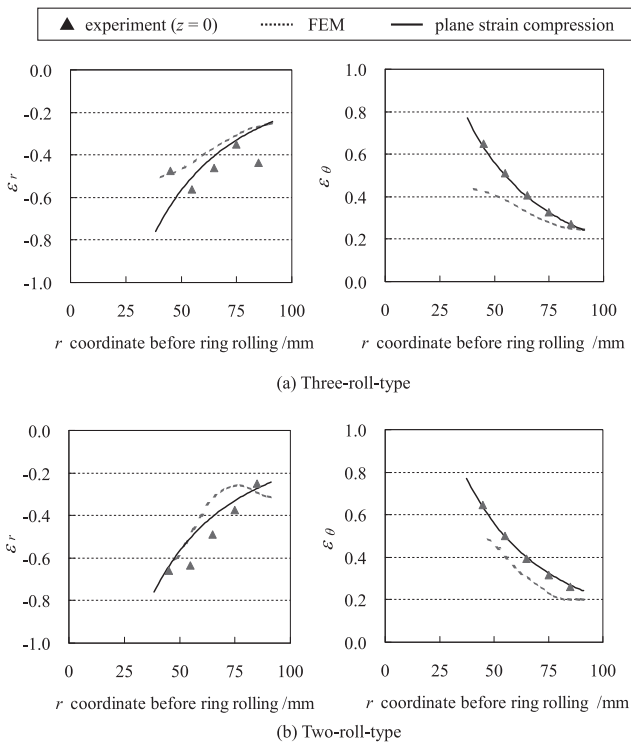 experiment (z = 0) FEM plane strain compression
0.0
-0.2
-0.4
-0.6
-0.8
-1.0
ε r
0 25 50 75 100
r coordinate before ring rolling /mm
1.0
0.8
0.6
0.4
0.2
0.0
ε θ
0 25 50 75 100
r coordinate before ring rolling /mm
(a) Three-roll-type
0.0
-0.2
-0.4
-0.6
-0.8
-1.0
ε r
0 25 50 75 100
r coordinate before ring rolling /mm
1.0
0.8
0.6
0.4
0.2
0.0
ε θ
0 25 50 75 100
r coordinate before ring rolling /mm
(b) Two-roll-type